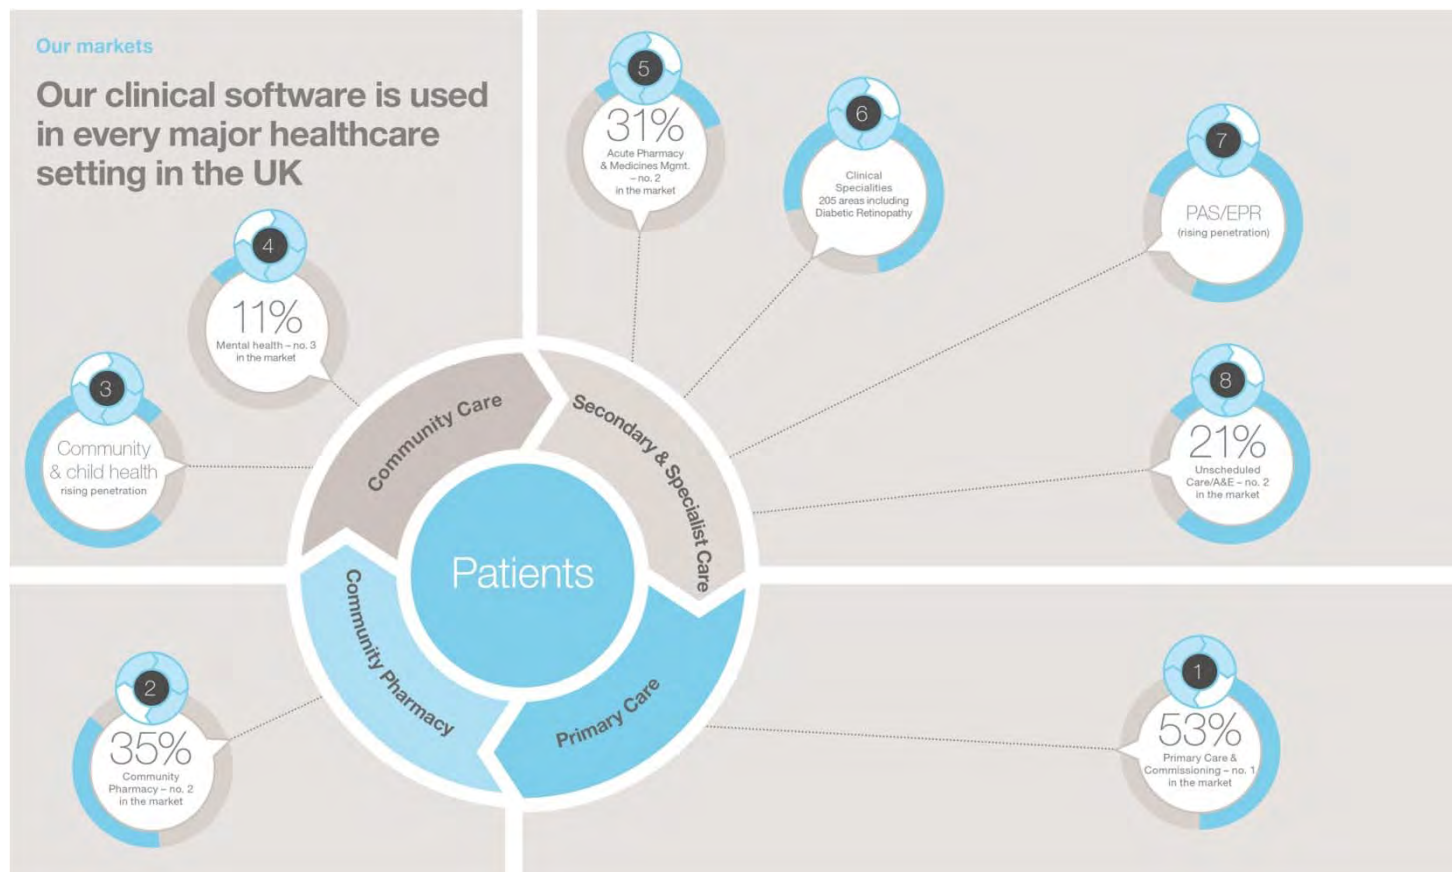 Our markets
Our clinical software is used
in every major healthcare
setting in the UK
5
31%
Acute Pharmacy
& Medicines Mgmt.
– no. 2
in the market
6
Clinical
Specialities
205 areas including
Diabetic Retinopathy
7
PAS/EPR
(rising penetration)
4
11%
Mental health – no. 3
in the market
3
Community
& child health
rising penetration
8
21%
Unscheduled
Care/A&E – no. 2
in the market
Community Care
Secondary & Specialist Care
Patients
Community Pharmacy
Primary Care
2
35%
Community
Pharmacy – no. 2
in the market
1
53%
Primary Care &
Commissioning – no. 1
in the market